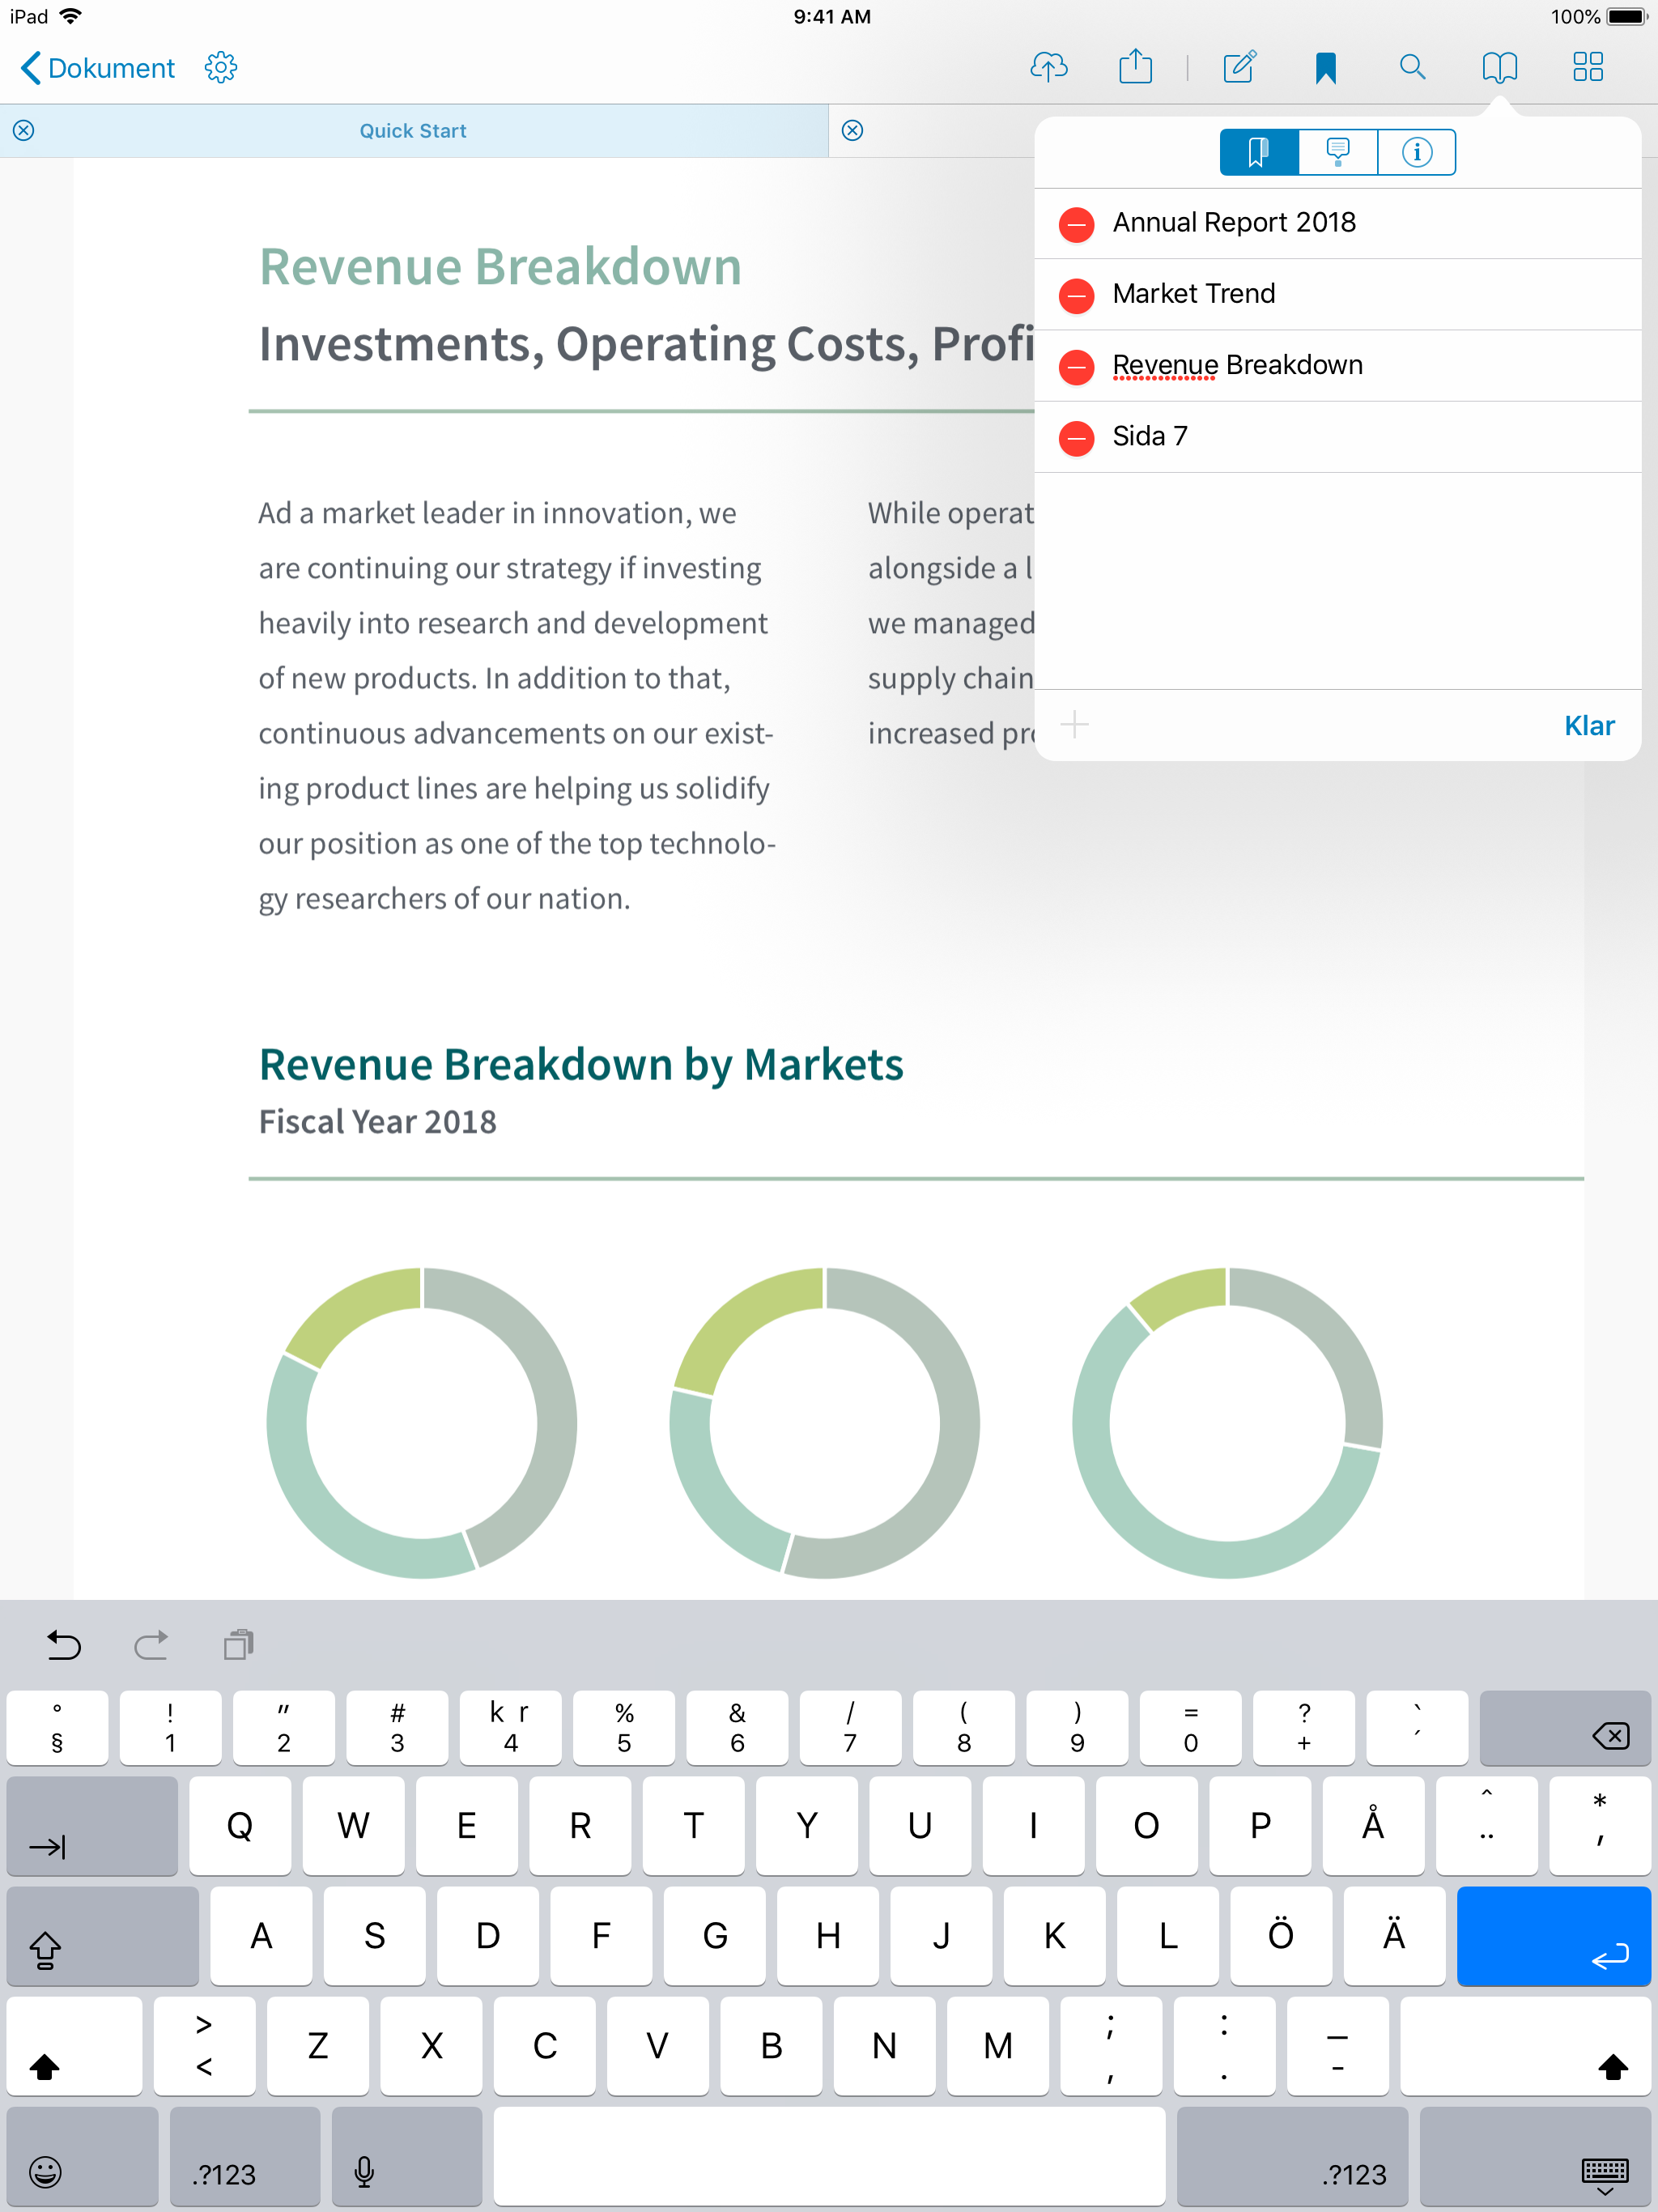 iPad
9:41 AM
100%
Dokument
Quick Start
Annual Report 2018
Market Trend
Revenue Breakdown
Sida 7
Klar
Revenue Breakdown
Investments, Operating Costs, Profi
Ad a market leader in innovation, we
are continuing our strategy if investing
heavily into research and development
of new products. In addition to that,
continuous advancements on our exist-
ing product lines are helping us solidify
our position as one of the top technolo-
gy researchers of our nation.
While operat
alongside a l
we managed
supply chain
increased pro
Revenue Breakdown by Markets
Fiscal Year 2018
° ! " # k r % & / ( ) = ? `
§ 1 2 3 4 5 6 7 8 9 0 + ´
Q W E R T Y U I O P Å ^ ¨ * '
A S D F G H J K L Ö Ä
> < Z X C V B N M ; , : . _ -
.?123 .?123